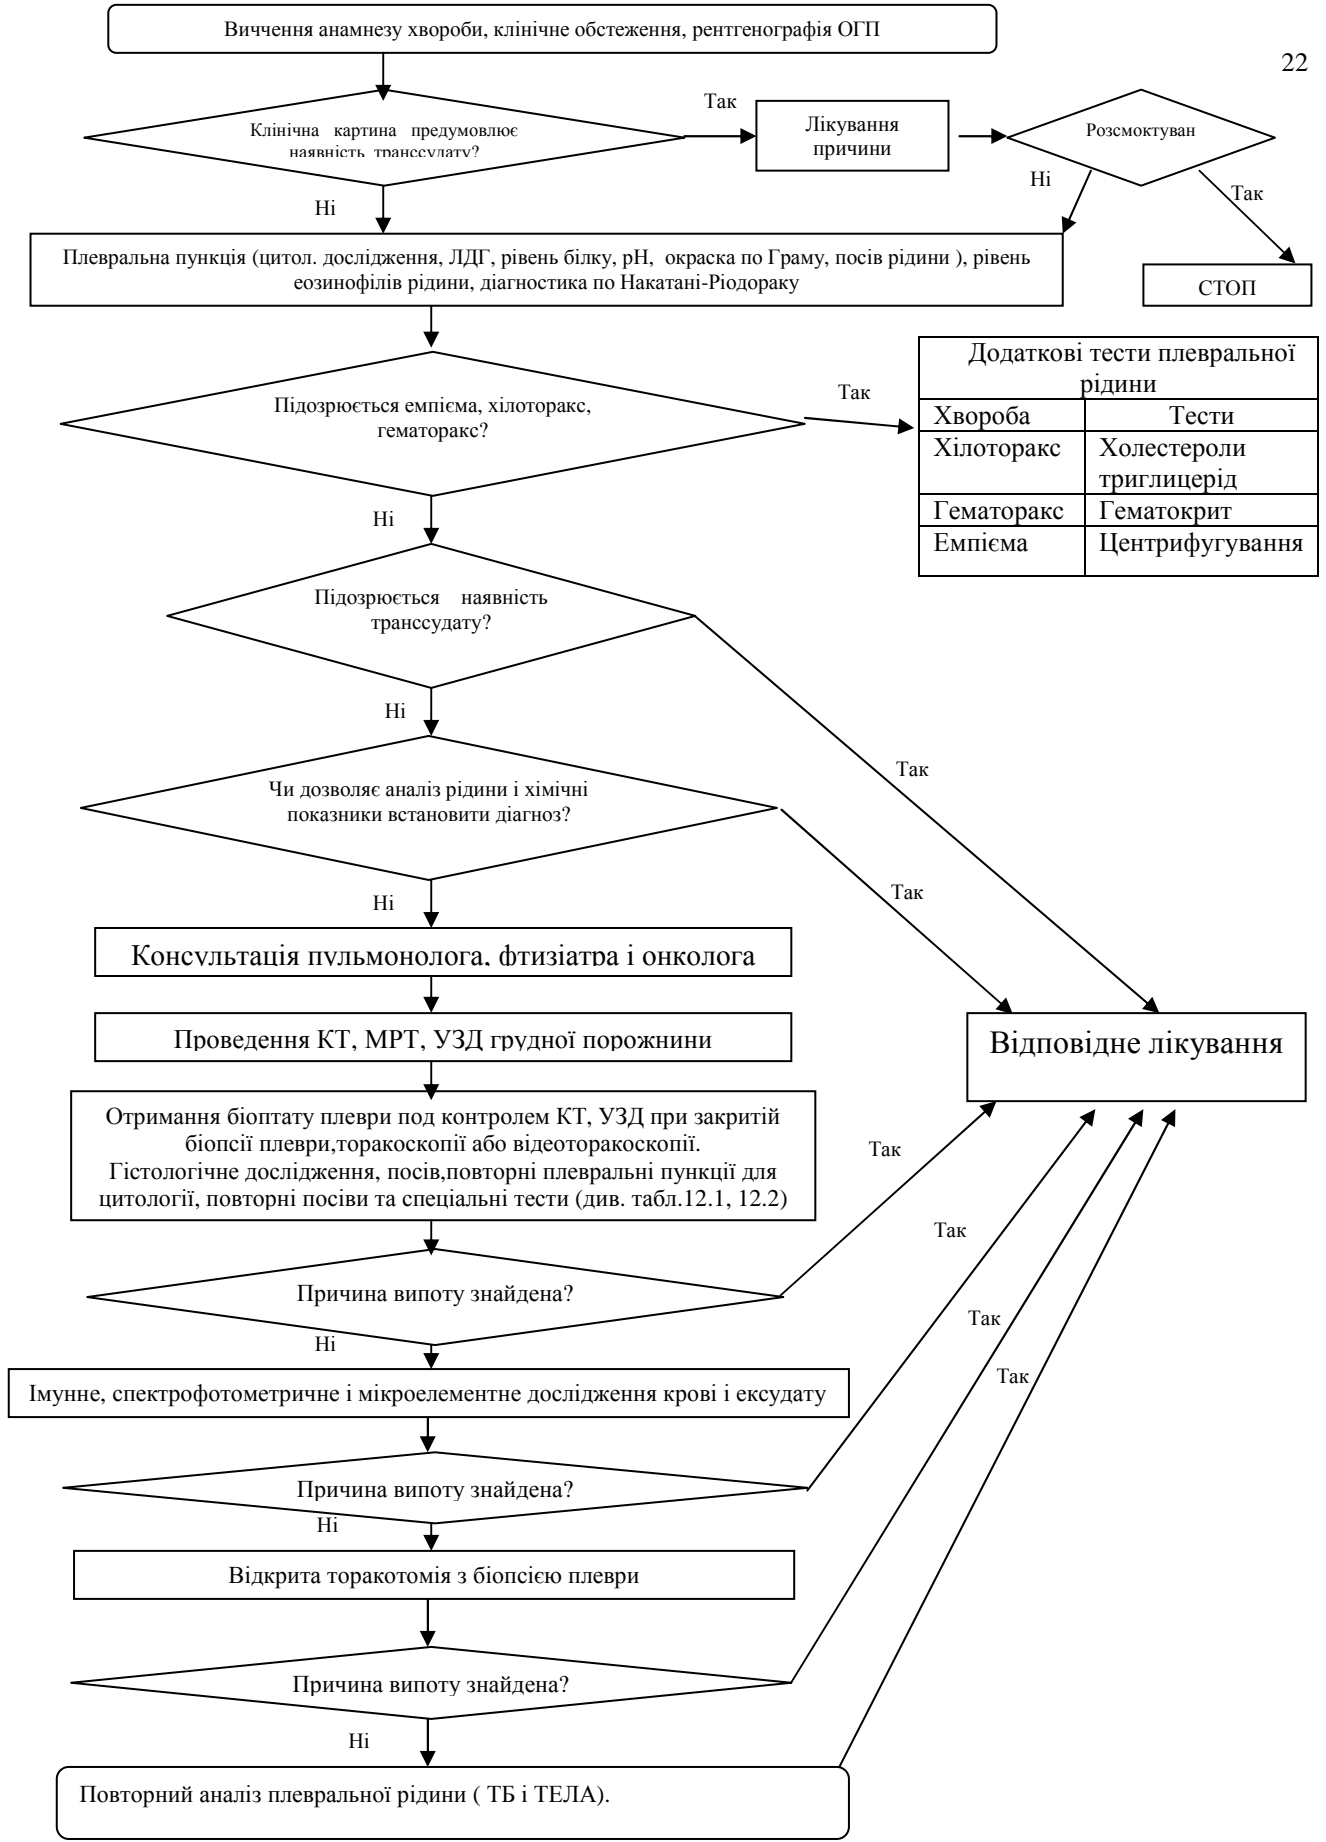 Виччення анамнезу хвороби, клінічне обстеження, рентгенографія ОГП
22
Клінічна картина предумовлює
наявність транссудату?
Так
Лікування
причини
Розсмоктуван
Ні
Так
Ні
СТОП
Плевральна пункція (цитол. дослідження, ЛДГ, рівень білку, рН, окраска по Граму, посів рідини ), рівень
еозинофілів рідини, діагностика по Накатані-Ріодораку
Підозрюється емпієма, хілоторакс,
гематоракс?
Так
Додаткові тести плевральної
рідини
Хвороба Тести
Хілоторакс Холестероли
триглицерід
Гематоракс Гематокрит
Емпієма Центрифугування
Ні
Підозрюється наявність
транссудату?
Так
Ні
Чи дозволяє аналіз рідини і хімічні
показники встановити діагноз?
Так
Ні
Консультація пульмонолога, фтизіатра і онколога
Проведення КТ, МРТ, УЗД грудної порожнини
Відповідне лікування
Отримання біоптату плеври под контролем КТ, УЗД при закритій
біопсії плеври,торакоскопії або відеоторакоскопії.
Гістологічне дослідження, посів,повторні плевральні пункції для
цитології, повторні посіви та спеціальні тести (див. табл.12.1, 12.2)
Так
Причина випоту знайдена?
Так
Ні
Імунне, спектрофотометричне і мікроелементне дослідження крові і ексудату
Так
Причина випоту знайдена?
Так
Ні
Відкрита торакотомія з біопсією плеври
Причина випоту знайдена?
Ні
Повторний аналіз плевральної рідини ( ТБ і ТЕЛА).